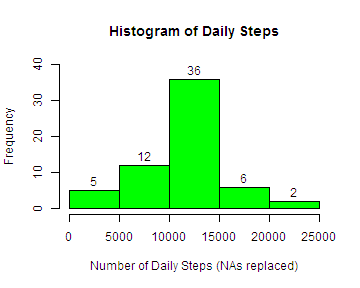 Histogram of Daily Steps
Frequency
40
30
20
10
0
36
12
6
5
2
0 5000 10000 15000 20000 25000
Number of Daily Steps (NAs replaced)